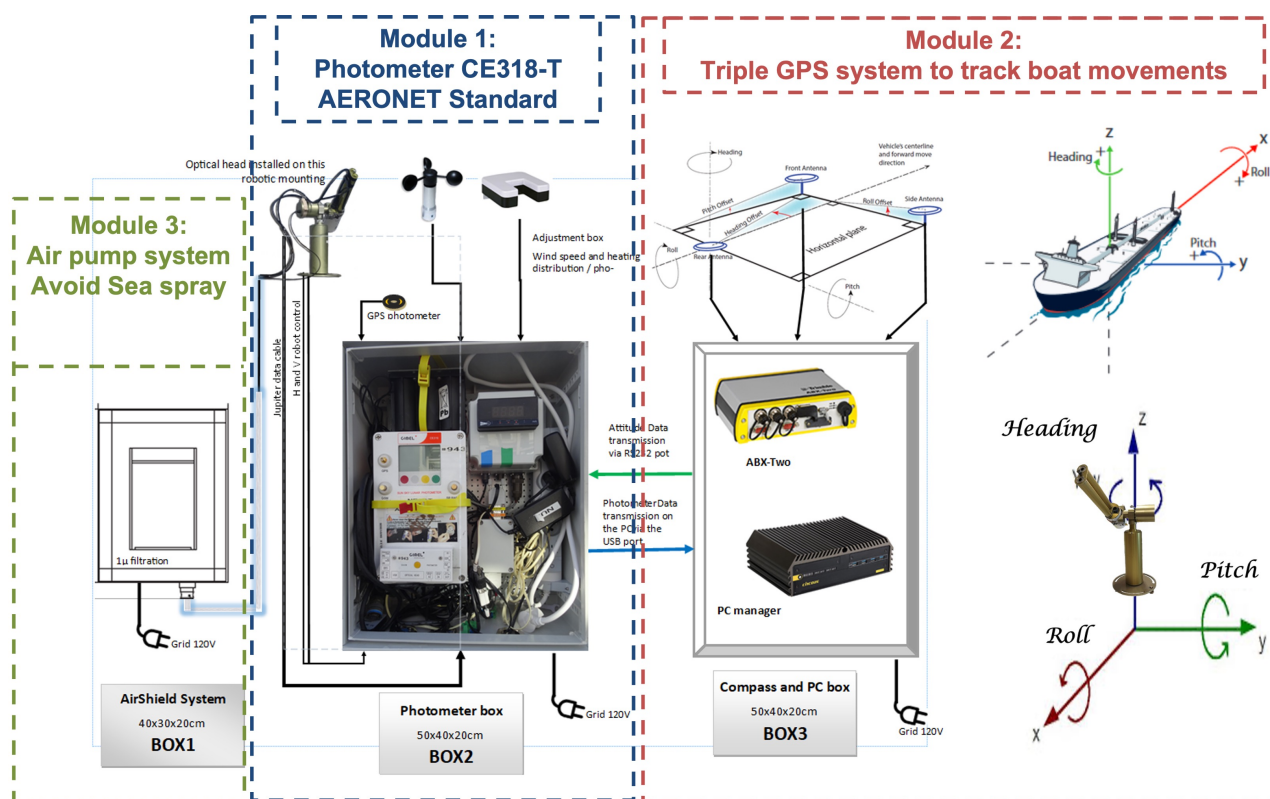 Module 1:
Photometer CE318-T
AERONET Standard
Module 2:
Triple GPS system to track boat movements
Module 3:
Air pump system
Avoid Sea spray
Optical head installed on this
robotic mounting
Adjustment box
Wind speed and heating
distribution / pho-
GPS photometer
Jupiter data cable
H and V robot control
1µ filtration
Grid 120V
AirShield System
40x30x20cm
BOX1
CIMEL
942
CIMEL
Photometer box
50x40x20cm
BOX2
Grid 120V
Attitude Data
transmission
via RS232 pot
PhotometerData
transmission on
the PC via the
USB port
Heading
Vehicle's centerline
and forward move
direction
Front Antenna
Side Antenna
Pitch Offset
Heading Offset
Roll Offset
Horizontal plane
Roll
Rear Antenna
Pitch
Trimble
ABX-Two
ABX-Two
PC manager
Compass and PC box
50x40x20cm
BOX3
Grid 120V
z
x
Heading
Roll
Pitch
y
Heading
z
Pitch
Roll
y
x